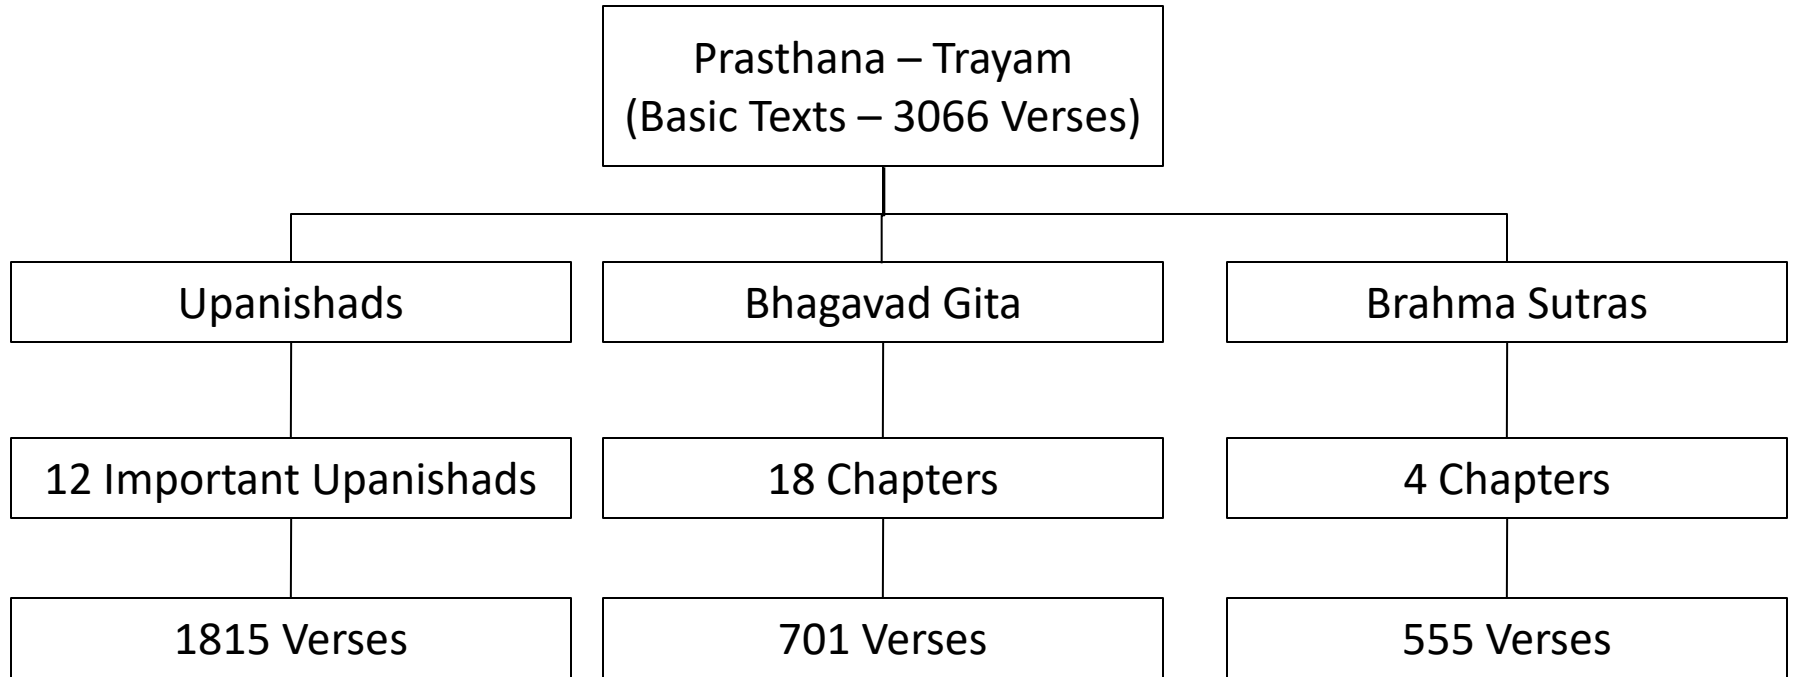 Prasthana – Trayam
(Basic Texts – 3066 Verses)
Upanishads
Bhagavad Gita
Brahma Sutras
12 Important Upanishads
18 Chapters
4 Chapters
1815 Verses
701 Verses
555 Verses